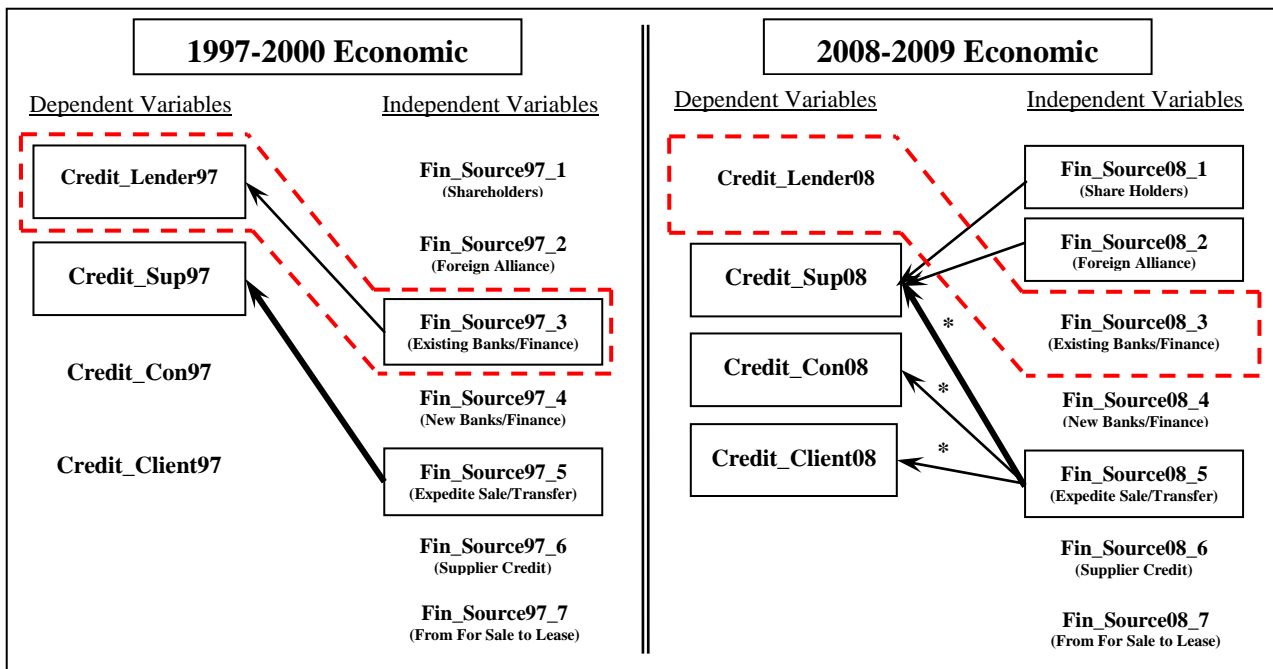 1997-2000 Economic
Dependent Variables
Independent Variables
Credit_Lender97
Credit_Sup97
Credit_Con97
Credit_Client97
Fin_Source97_1
(Shareholders)
Fin_Source97_2
(Foreign Alliance)
Fin_Source97_3
(Existing Banks/Finance)
Fin_Source97_4
(New Banks/Finance)
Fin_Source97_5
(Expedite Sale/Transfer)
Fin_Source97_6
(Supplier Credit)
Fin_Source97_7
(From For Sale to Lease)
2008-2009 Economic
Dependent Variables
Independent Variables
Credit_Lender08
Credit_Sup08
Credit_Con08
Credit_Client08
*
*
*
Fin_Source08_1
(Share Holders)
Fin_Source08_2
(Foreign Alliance)
Fin_Source08_3
(Existing Banks/Finance)
Fin_Source08_4
(New Banks/Finance)
Fin_Source08_5
(Expedite Sale/Transfer)
Fin_Source08_6
(Supplier Credit)
Fin_Source08_7
(From For Sale to Lease)